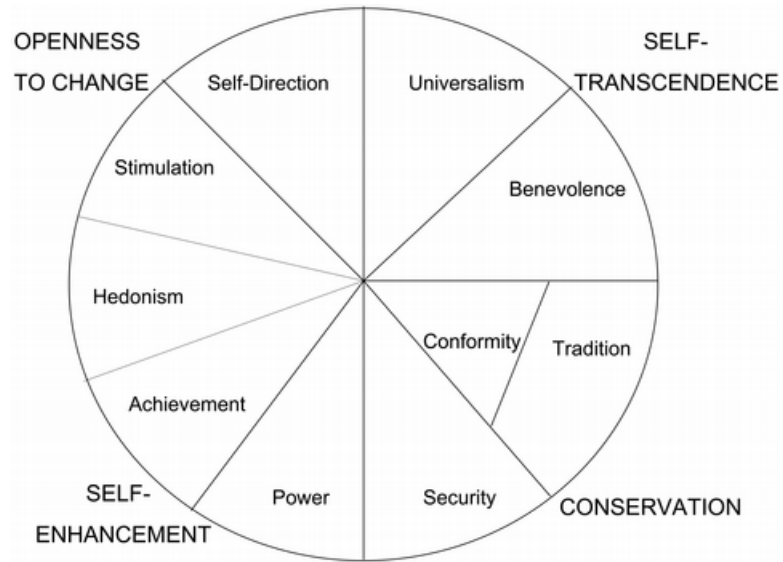 OPENNESS
TO CHANGE
SELF-
TRANSCENDENCE
Self-Direction
Universalism
Stimulation
Benevolence
Hedonism
Conformity
Tradition
Achievement
Power
Security
SELF-
ENHANCEMENT
CONSERVATION